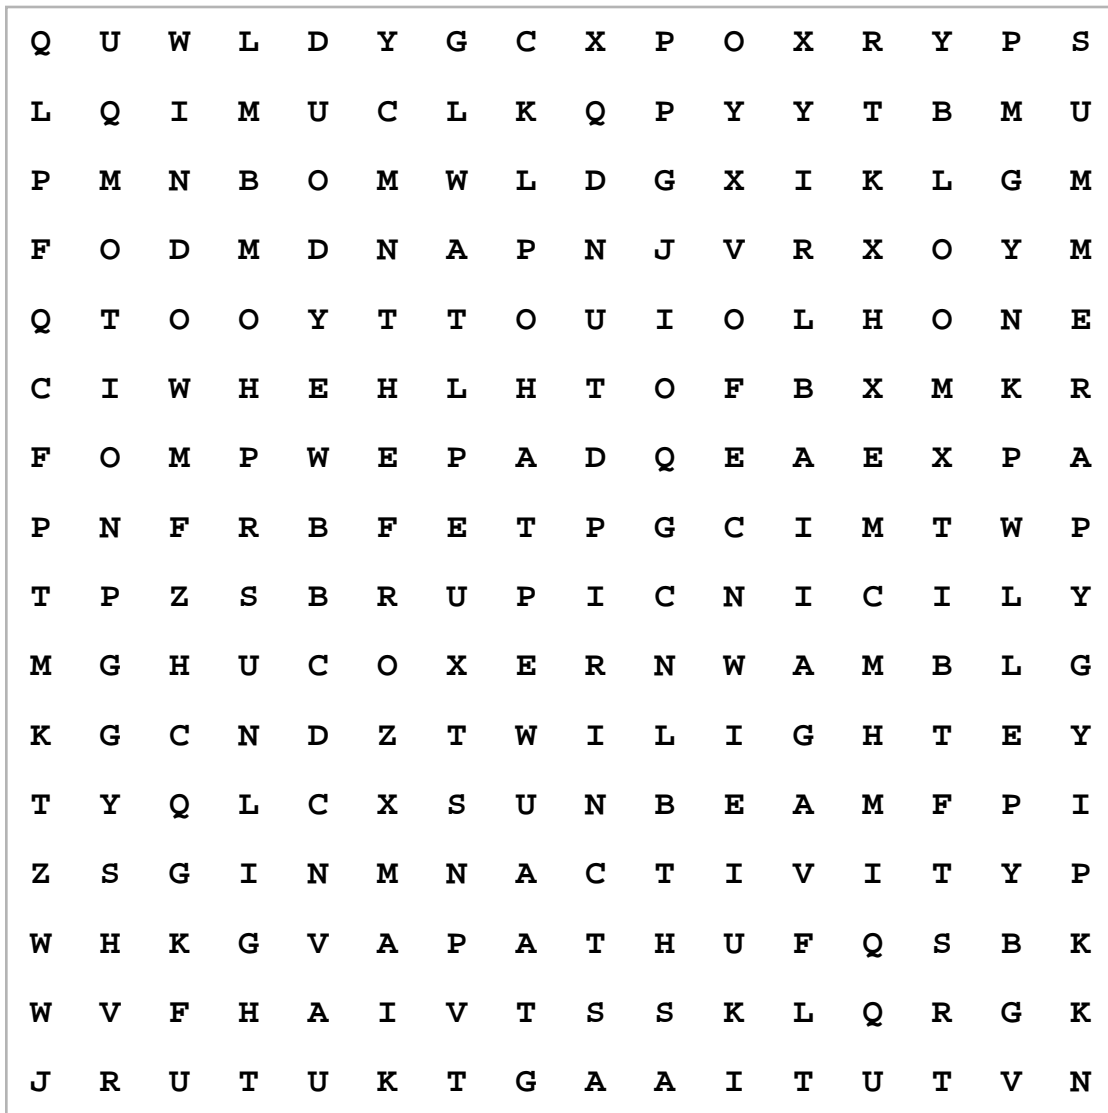 Q U W L D Y G C X P O X R Y P S
L Q I M U C L K Q P Y Y T B M U
P M N B O M W L D G X I K L G M
F O D M D N A P N J V R X O Y M
Q T O O Y T T O U I O L H O N E
C I W H E H L H T O F B X M K R
F O M P W E P A D Q E A E X P A
P N F R B F E T P G C I M T W P
T P Z S B R U P I C N I C I L Y
M G H U C O X E R N W A M B L G
K G C N D Z T W I L I G H T E Y
T Y Q L C X S U N B E A M F P I
Z S G I N M N A C T I V I T Y P
W H K G V A P A T H U F Q S B K
W V F H A I V T S S K L Q R G K
J R U T U K T G A A I T U T V N